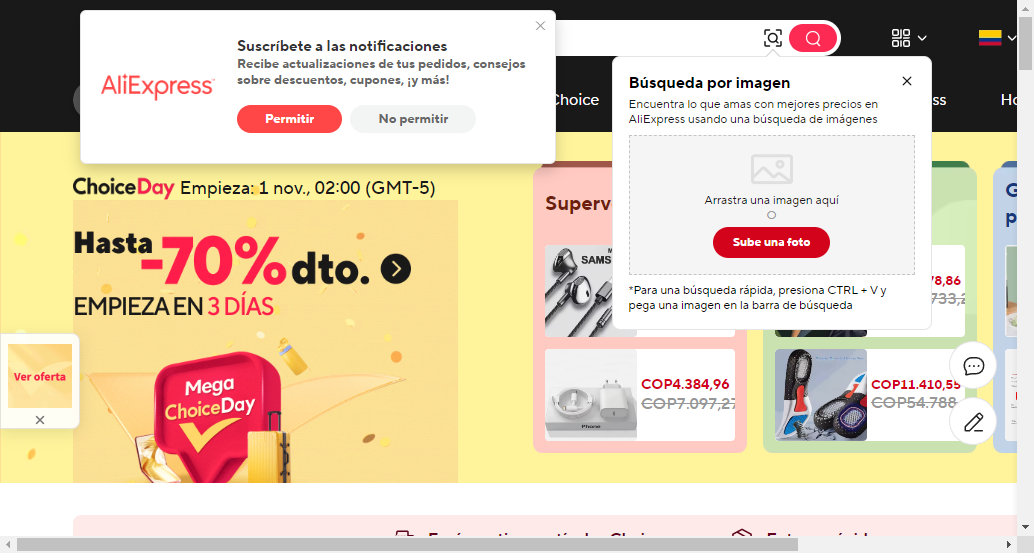 Suscríbete a las notificaciones
Recibe actualizaciones de tus pedidos, consejos
sobre descuentos, cupones, ¡y más!
AliExpress
Permitir
No permitir
Búsqueda por imagen
Encuentra lo que amas con mejores precios en
AliExpress usando una búsqueda de imágenes
Arrastra una imagen aquí
O
Sube una foto
*Para una búsqueda rápida, presiona CTRL + V y
pega una imagen en la barra de búsqueda
Choice
ChoiceDay Empieza: 1 nov., 02:00 (GMT-5)
Hasta
-70% dto.
EMPIEZA EN 3 DÍAS
Mega
ChoiceDay
Ver oferta
SAMS
78,86
733,2
iPhone
COP4.384,96
COP7.097,27
COP11.410,55
COP54.788